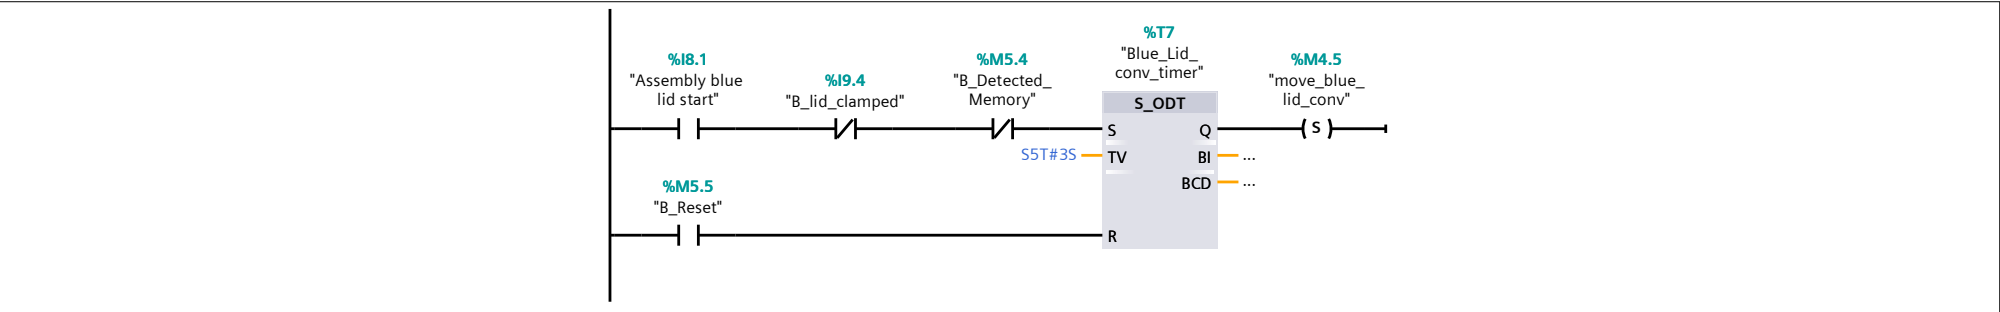 %T7
"Blue_Lid_
conv_timer"
%I8.1
"Assembly blue
lid start"
%I9.4
"B_lid_clamped"
%M5.4
"B_Detected_
Memory"
%M4.5
"move_blue_
lid_conv"
S_ODT
S
Q
( S )
S5T#3S
TV
BI
...
BCD
...
%M5.5
"B_Reset"
R